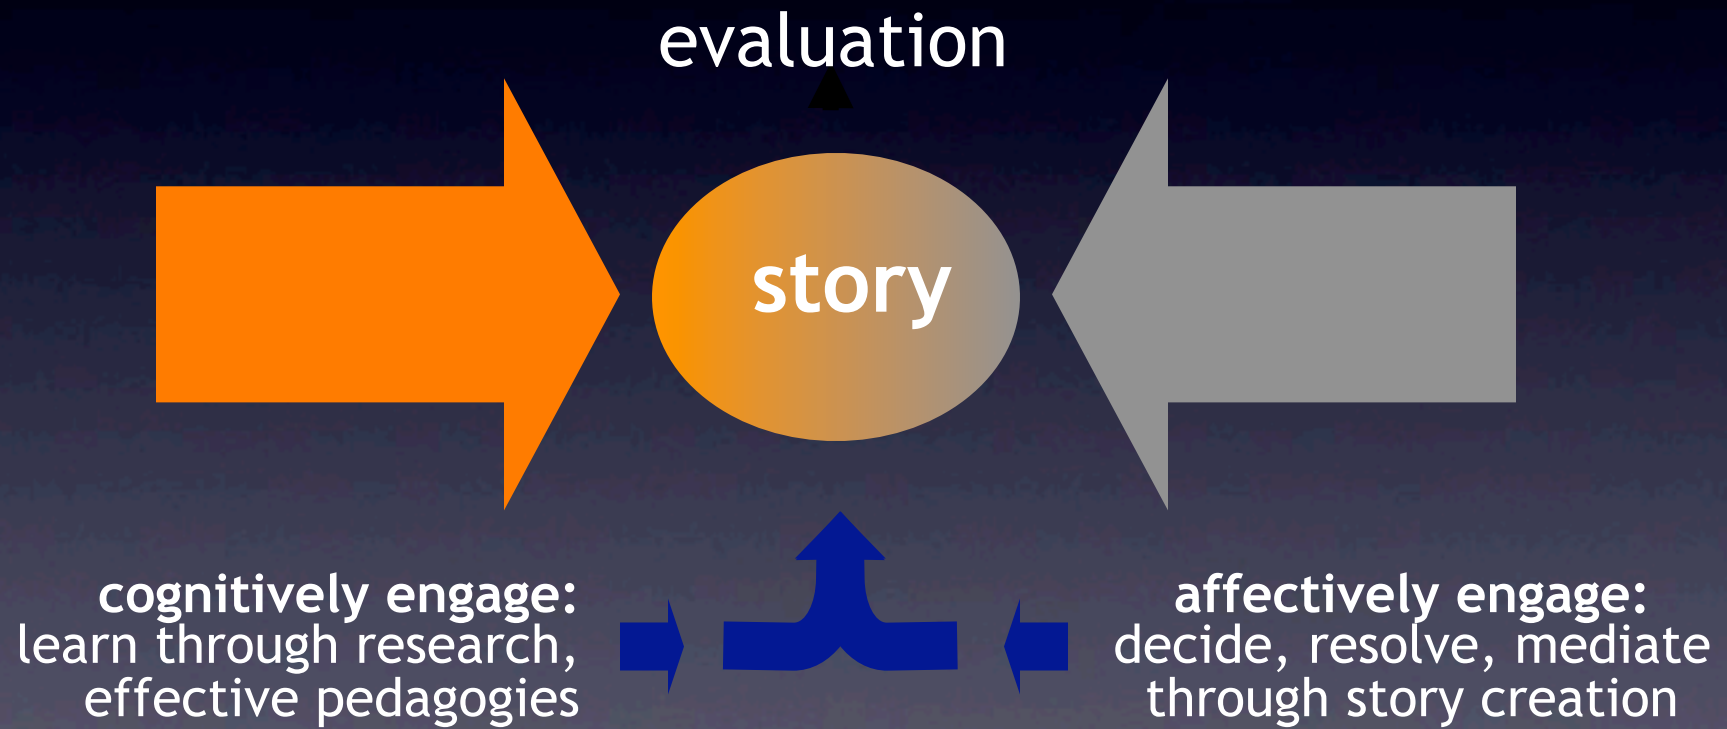 evaluation
story
cognitively engage:
learn through research,
effective pedagogies
affectively engage:
decide, resolve, mediate
through story creation